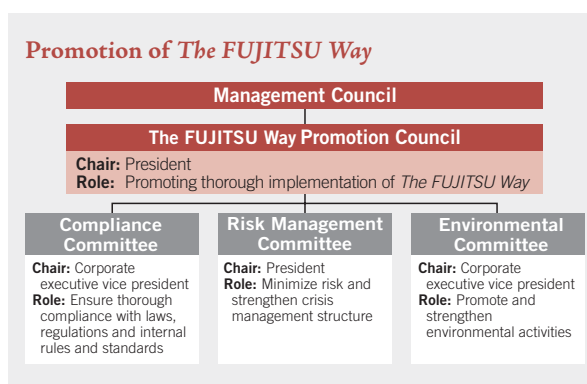 Promotion of The FUJITSU Way
Management Council
The FUJITSU Way Promotion Council
Chair: President
Role: Promoting thorough implementation of The FUJITSU Way
Compliance
Committee
Chair: Corporate
executive vice president
Role: Ensure thorough
compliance with laws,
regulations and internal
rules and standards
Risk Management
Committee
Chair: President
Role: Minimize risk and
strengthen crisis
management structure
Environmental
Committee
Chair: Corporate
executive vice president
Role: Promote and
strengthen
environmental activities